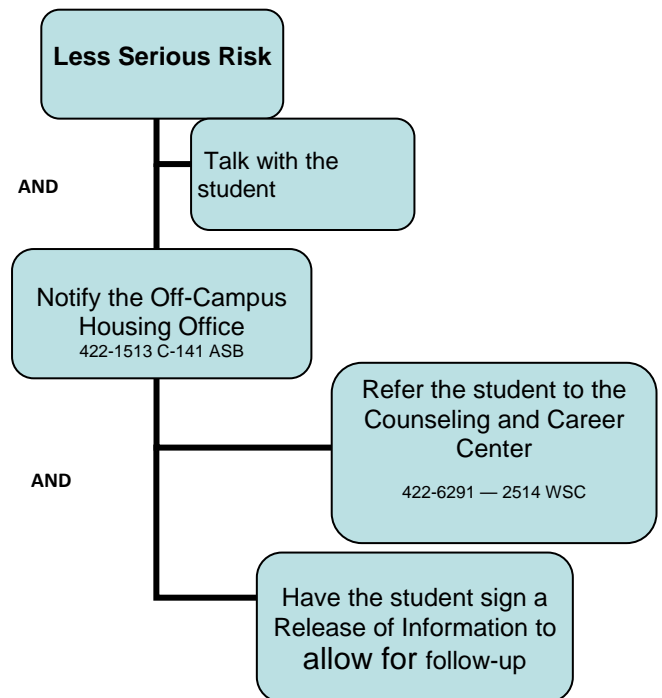 Less Serious Risk
Talk with the
student
AND
Notify the Off-Campus
Housing Office
422-1513 C-141 ASB
Refer the student to the
Counseling and Career
Center
422-6291 — 2514 WSC
AND
Have the student sign a
Release of Information to
allow for follow-up